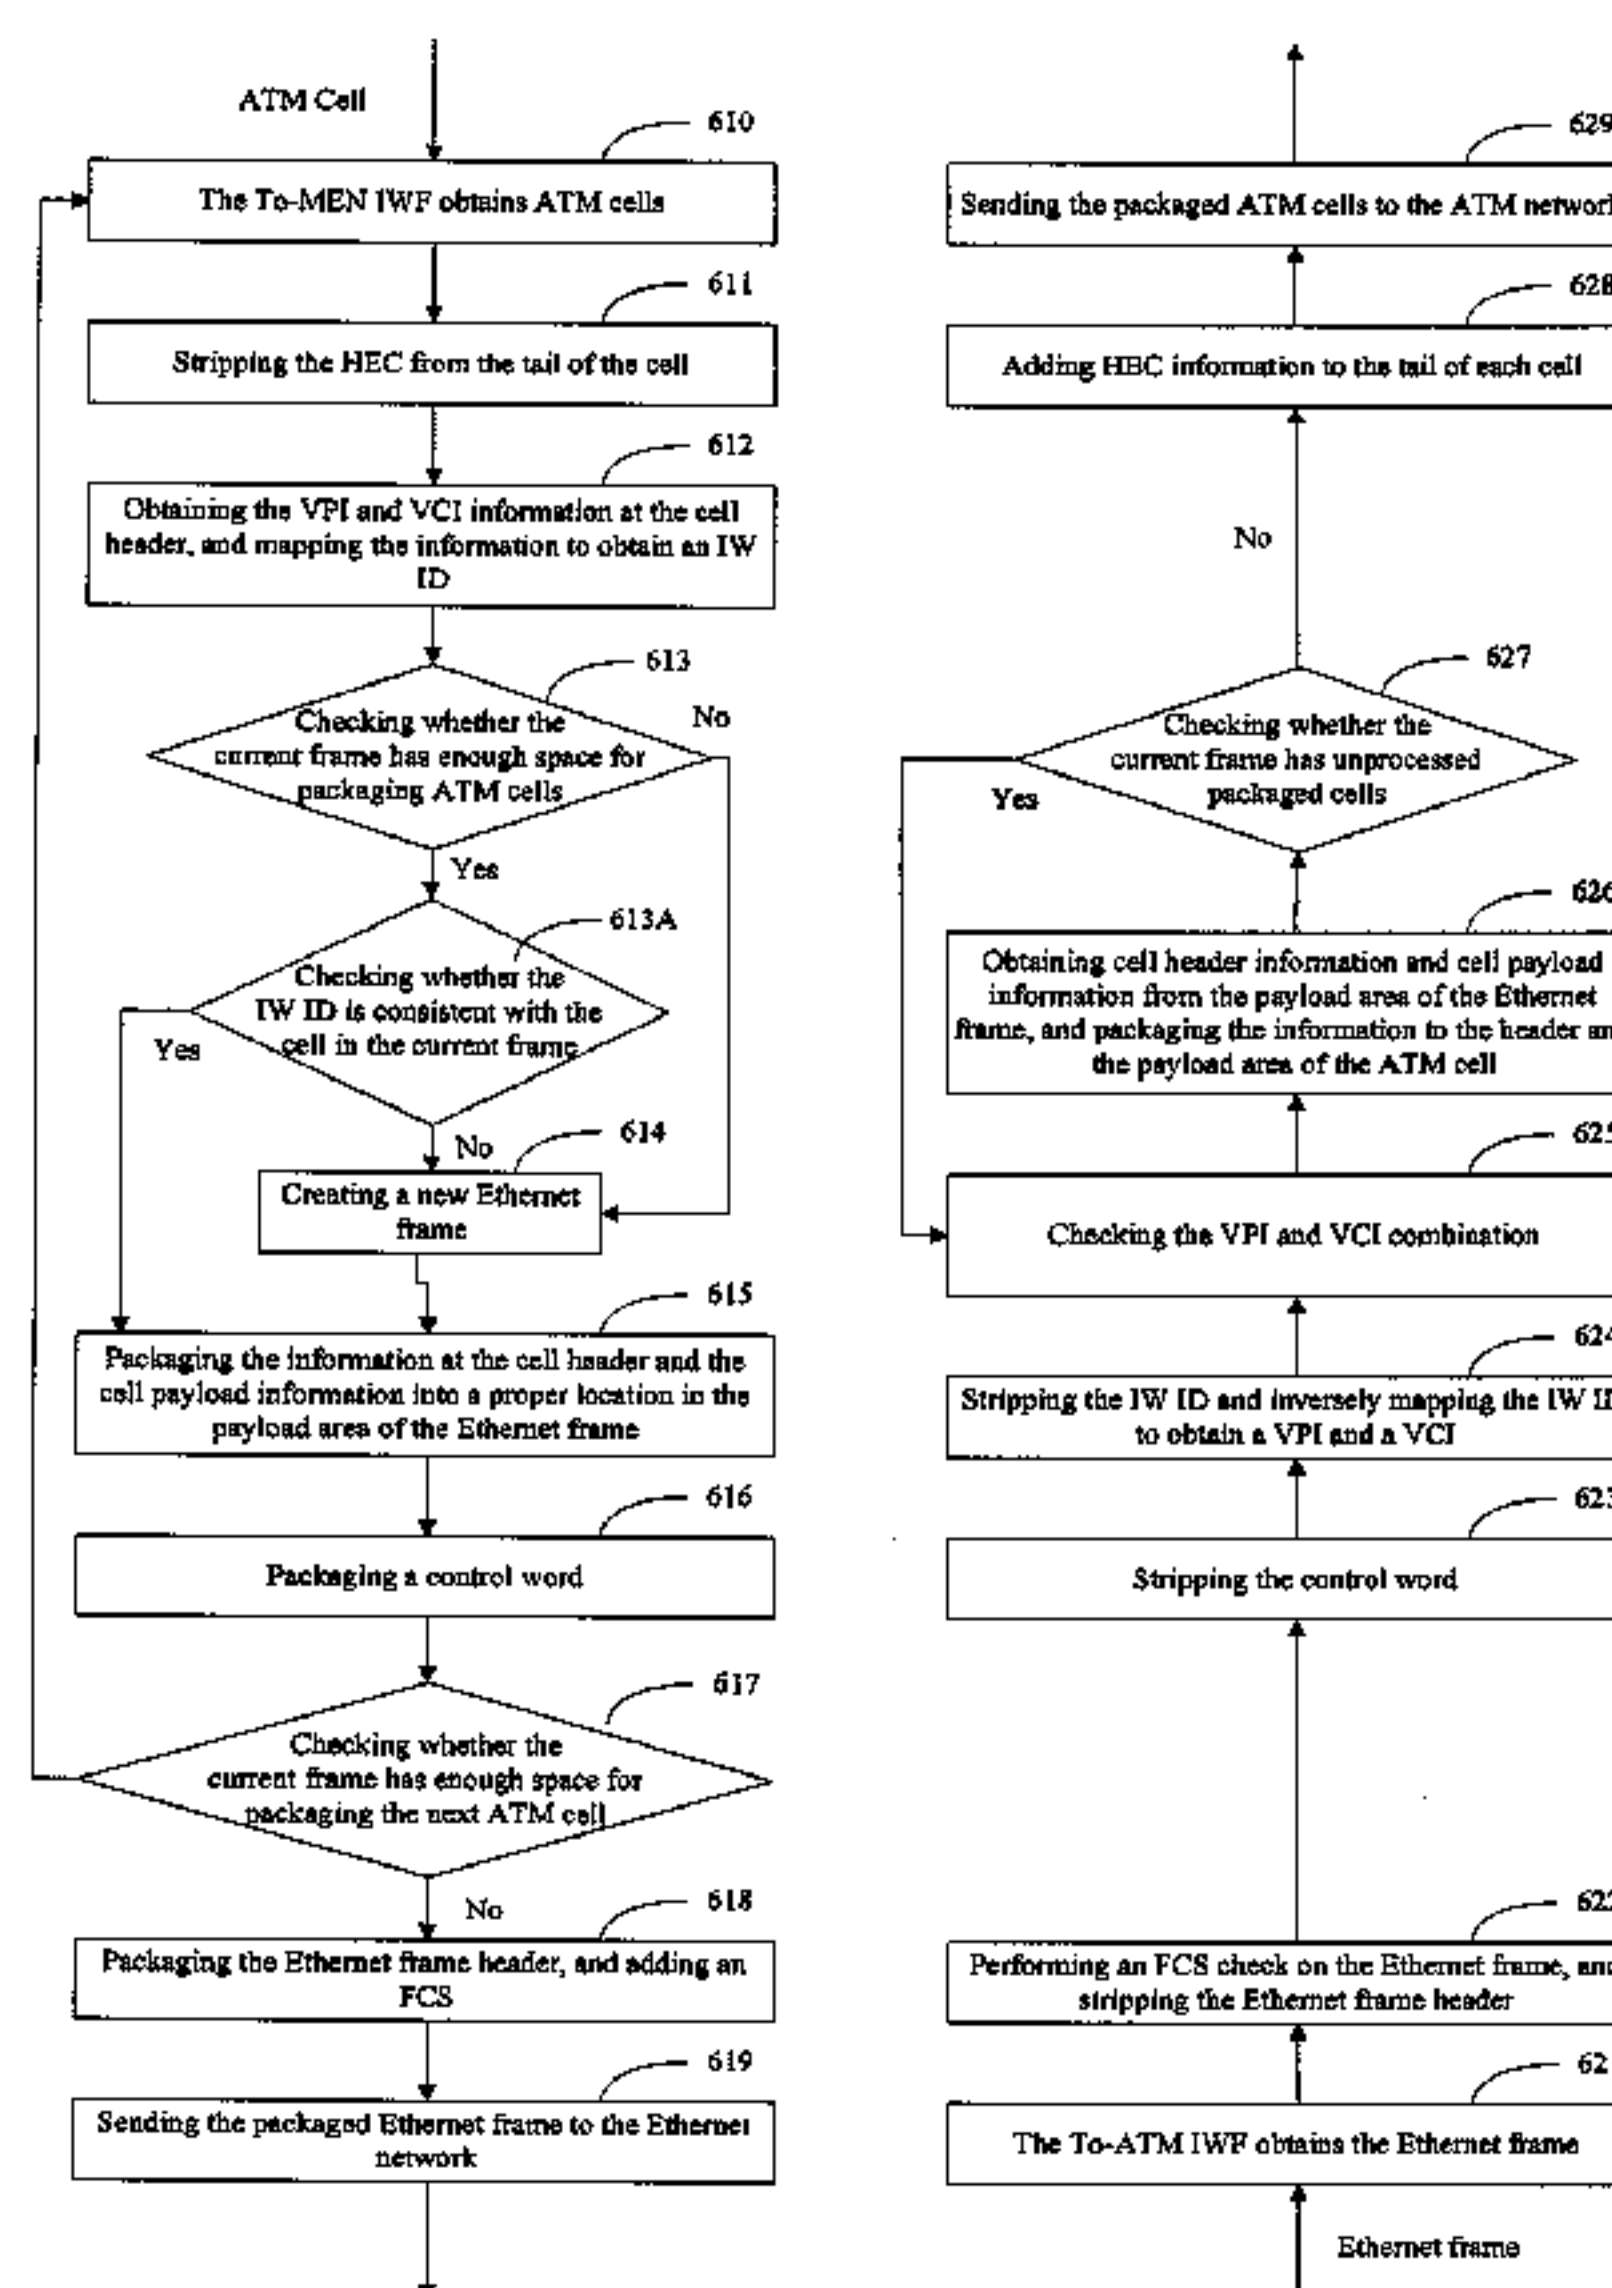 ATM Cell
610
The To-MEN IWF obtains ATM cells
611
Stripping the HEC from the tail of the cell
612
Obtaining the VPI and VCI information at the cell
header, and mapping the information to obtain an IW
ID
613
Checking whether the
current frame has enough space for
packaging ATM cells
No
Yes
613A
Checking whether the
IW ID is consistent with the
cell in the current frame
Yes
No
614
Creating a new Ethernet
frame
615
Packaging the information at the cell header and the
cell payload information into a proper location in the
payload area of the Ethernet frame
616
Packaging a control word
617
Checking whether the
current frame has enough space for
packaging the next ATM cell
No
618
Packaging the Ethernet frame header, and adding an
FCS
619
Sending the packaged Ethernet frame to the Ethernet
network
629
Sending the packaged ATM cells to the ATM network
628
Adding HEC information to the tail of each cell
No
627
Checking whether the
current frame has unprocessed
packaged cells
Yes
626
Obtaining cell header information and cell payload
information from the payload area of the Ethernet
frame, and packaging the information to the header an
the payload area of the ATM cell
625
Checking the VPI and VCI combination
624
Stripping the IW ID and inversely mapping the IW ID
to obtain a VPI and a VCI
623
Stripping the control word
622
Performing an FCS check on the Ethernet frame, and
stripping the Ethernet frame header
62
The To-ATM IWF obtains the Ethernet frame
Ethernet frame